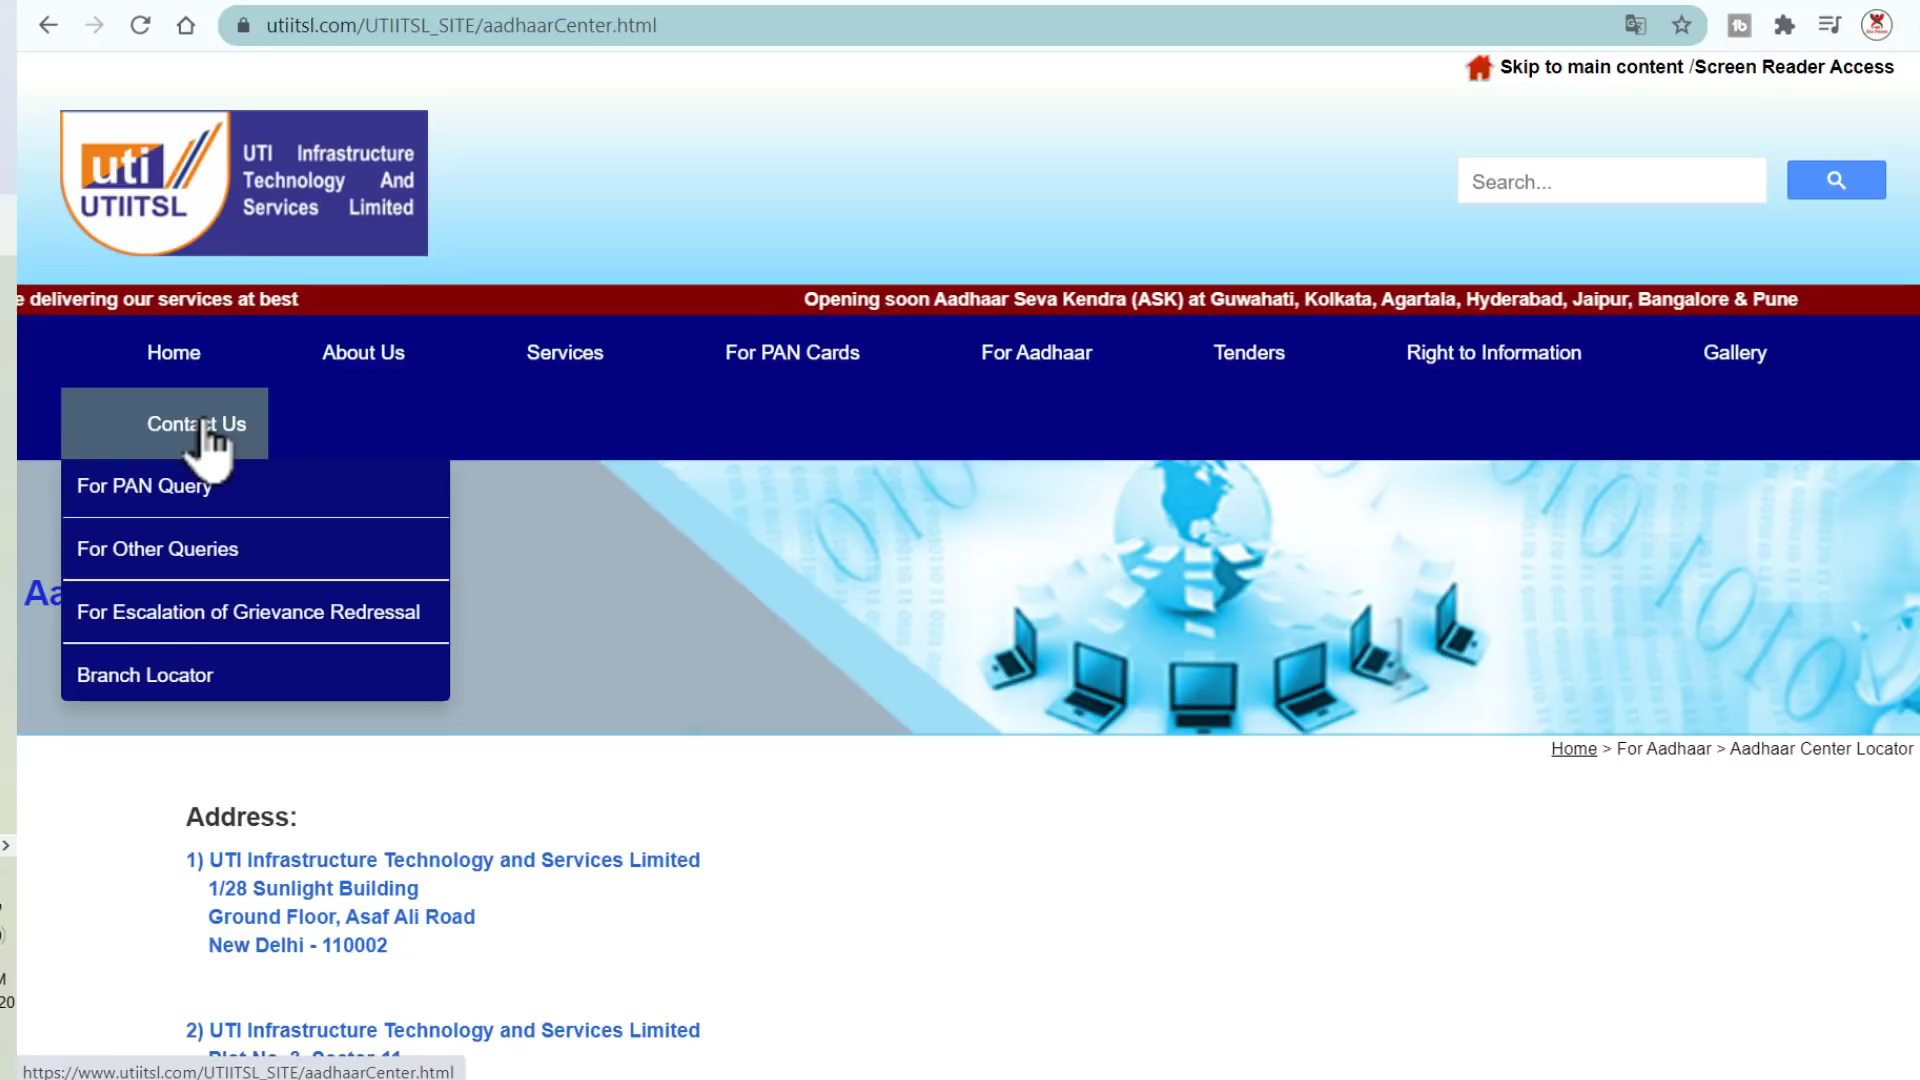 utiitsl.com/UTIITSL_SITE/aadhaarCenter.html
Skip to main content /Screen Reader Access
uti
UTIITSL
UTI Infrastructure
Technology And
Services Limited
Search...
e delivering our services at best
Opening soon Aadhaar Seva Kendra (ASK) at Guwahati, Kolkata, Agartala, Hyderabad, Jaipur, Bangalore & Pune
Home About Us Services For PAN Cards For Aadhaar Tenders Right to Information Gallery
Contact Us
For PAN Query
For Other Queries
Aa
For Escalation of Grievance Redressal
Branch Locator
Home > For Aadhaar > Aadhaar Center Locator
Address:
1) UTI Infrastructure Technology and Services Limited
1/28 Sunlight Building
Ground Floor, Asaf Ali Road
New Delhi - 110002
2) UTI Infrastructure Technology and Services Limited
Plot No. 3, Sector 11
https://www.utiitsl.com/UTIITSL_SITE/aadhaarCenter.html